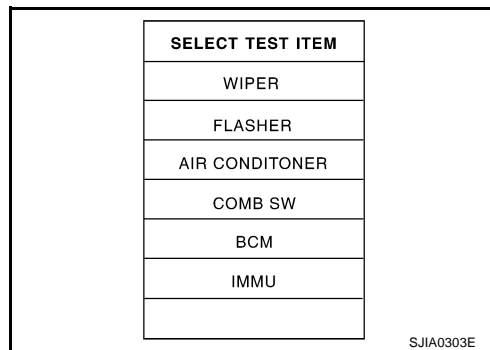 SELECT TEST ITEM
WIPER
FLASHER
AIR CONDITONER
COMB SW
BCM
IMMU
SJIA0303E